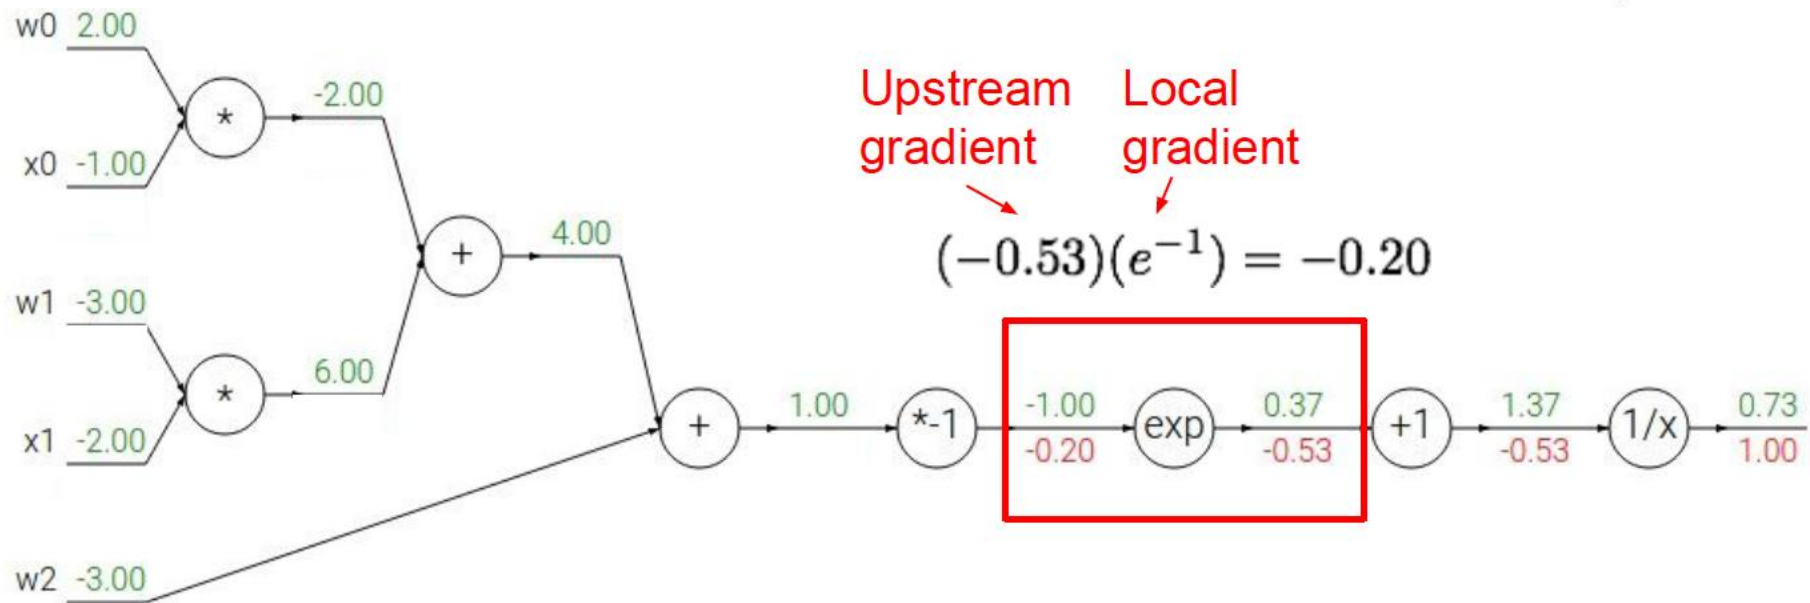 w0 2.00
*
-2.00
x0 -1.00
Upstream gradient
Local gradient
(−0.53)(e^{−1}) = −0.20
+
4.00
w1 -3.00
*
6.00
x1 -2.00
+
1.00
*-1
-1.00
-0.20
exp
0.37
-0.53
+1
1.37
-0.53
1/x
0.73
1.00
w2 -3.00